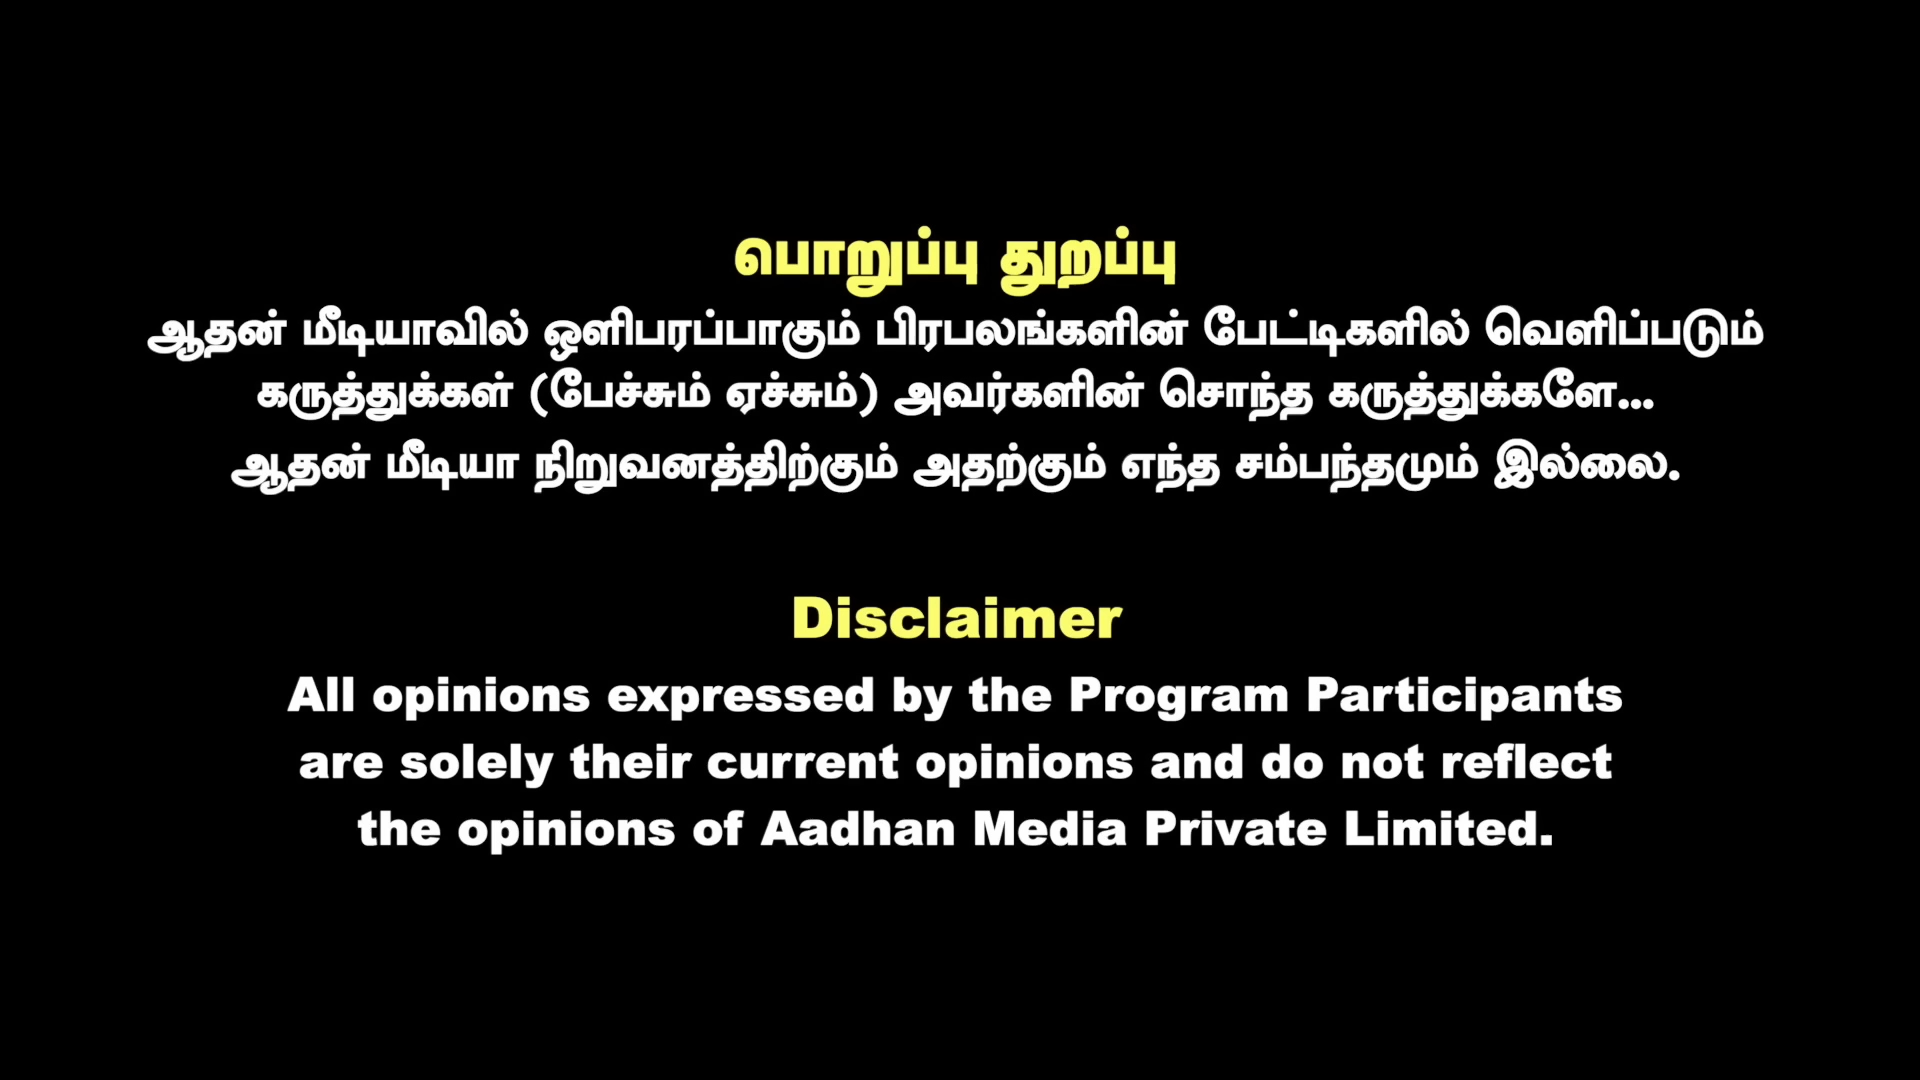 பொறுப்பு துறப்பு
ஆதன் மீடியாவில் ஒளிபரப்பாகும் பிரபலங்களின் பேட்டிகளில் வெளிப்படும்
கருத்துக்கள் (பேச்சும் ஏச்சும்) அவர்களின் சொந்த கருத்துக்களே...
ஆதன் மீடியா நிறுவனத்திற்கும் அதற்கும் எந்த சம்பந்தமும் இல்லை.
Disclaimer
All opinions expressed by the Program Participants
are solely their current opinions and do not reflect
the opinions of Aadhan Media Private Limited.